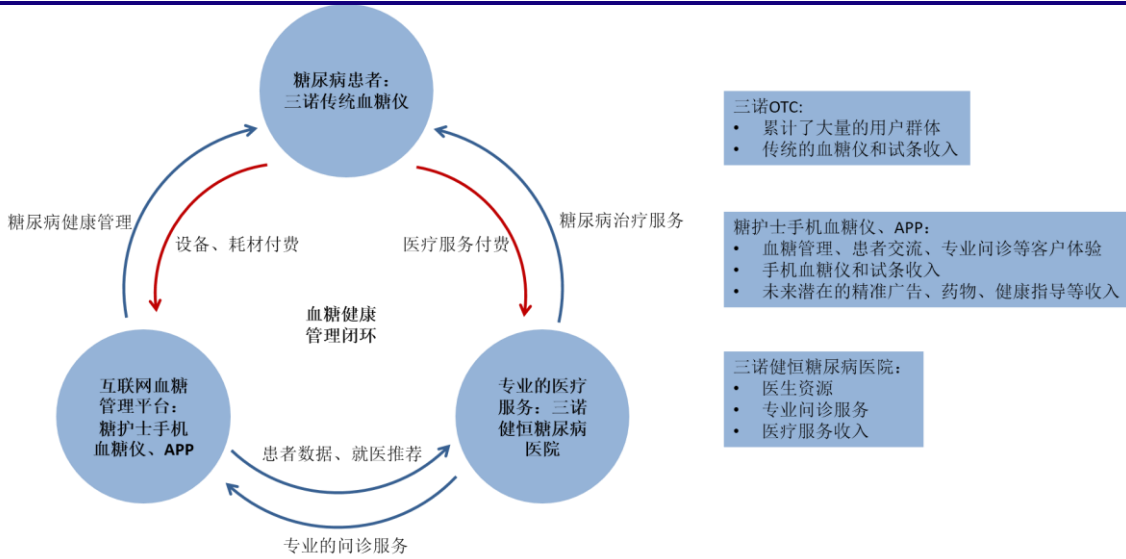 糖尿病患者：
三诺传统血糖仪
糖尿病健康管理
设备、耗材付费
医疗服务付费
糖尿病治疗服务
血糖健康
管理闭环
互联网血糖
管理平台：
糖护士手机
血糖仪、APP
专业的医疗
服务：三诺
健恒糖尿病
医院
患者数据、就医推荐
专业的问诊服务
三诺OTC:
• 累计了大量的用户群体
• 传统的血糖仪和试条收入
糖护士手机血糖仪、APP：
• 血糖管理、患者交流、专业问诊等客户体验
• 手机血糖仪和试条收入
• 未来潜在的精准广告、药物、健康指导等收入
三诺健恒糖尿病医院：
• 医生资源
• 专业问诊服务
• 医疗服务收入